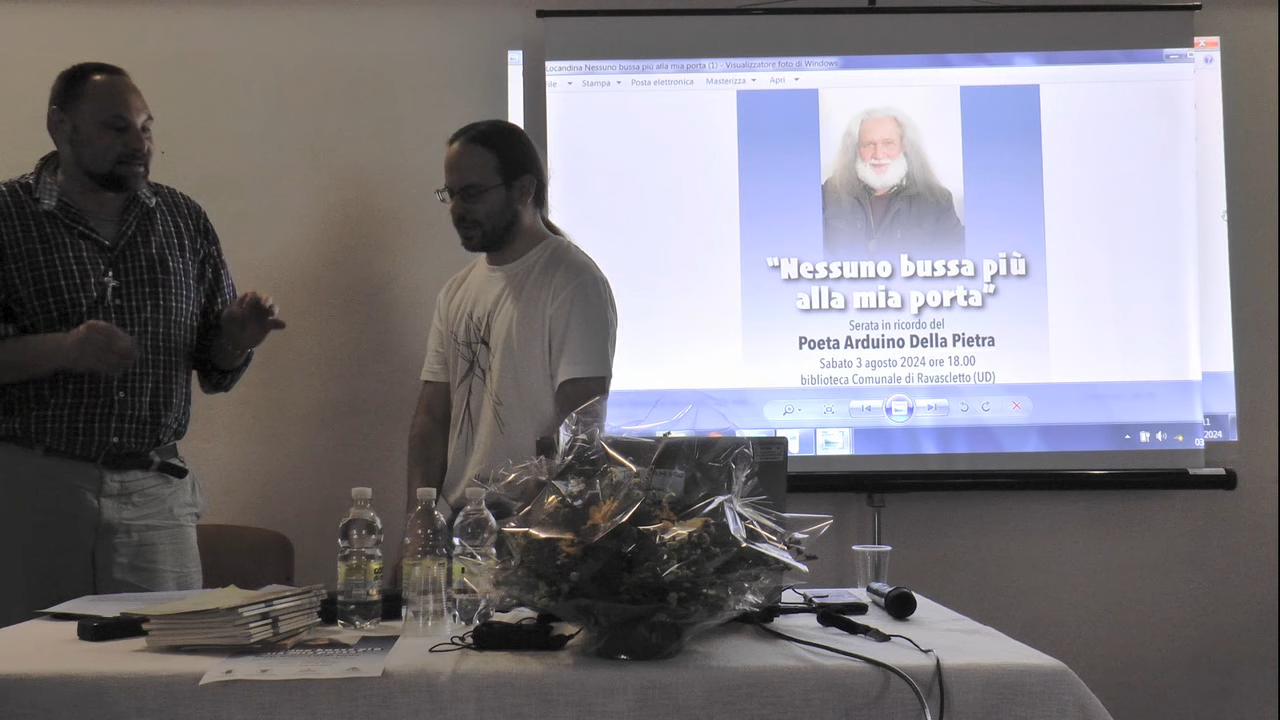 Locandina Nessuno bussa più alla mia porta (1) - Visualizzatore foto di Windows
File Stampa Posta elettronica Masterizza Apri
"Nessuno bussa più
alla mia porta"
Serata in ricordo del
Poeta Arduino Della Pietra
Sabato 3 agosto 2024 ore 18.00
biblioteca Comunale di Ravascletto (UD)